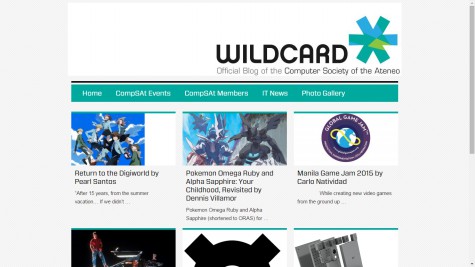 WILDCARD
Official Blog of the Computer Society of the Ateneo
Home CompSAt Events CompSAt Members IT News Photo Gallery
GLOBAL GAME JAM
Return to the Digiworld by
Pearl Santos
"After 15 years, from the summer
vacation… If we didn't ...
Pokemon Omega Ruby and
Alpha Sapphire: Your
Childhood, Revisited by
Dennis Villamor
Pokemon Omega Ruby and Alpha
Sapphire (shortened to ORAS) for ...
Manila Game Jam 2015 by
Carlo Natividad
While creating new video games
from the ground up ...